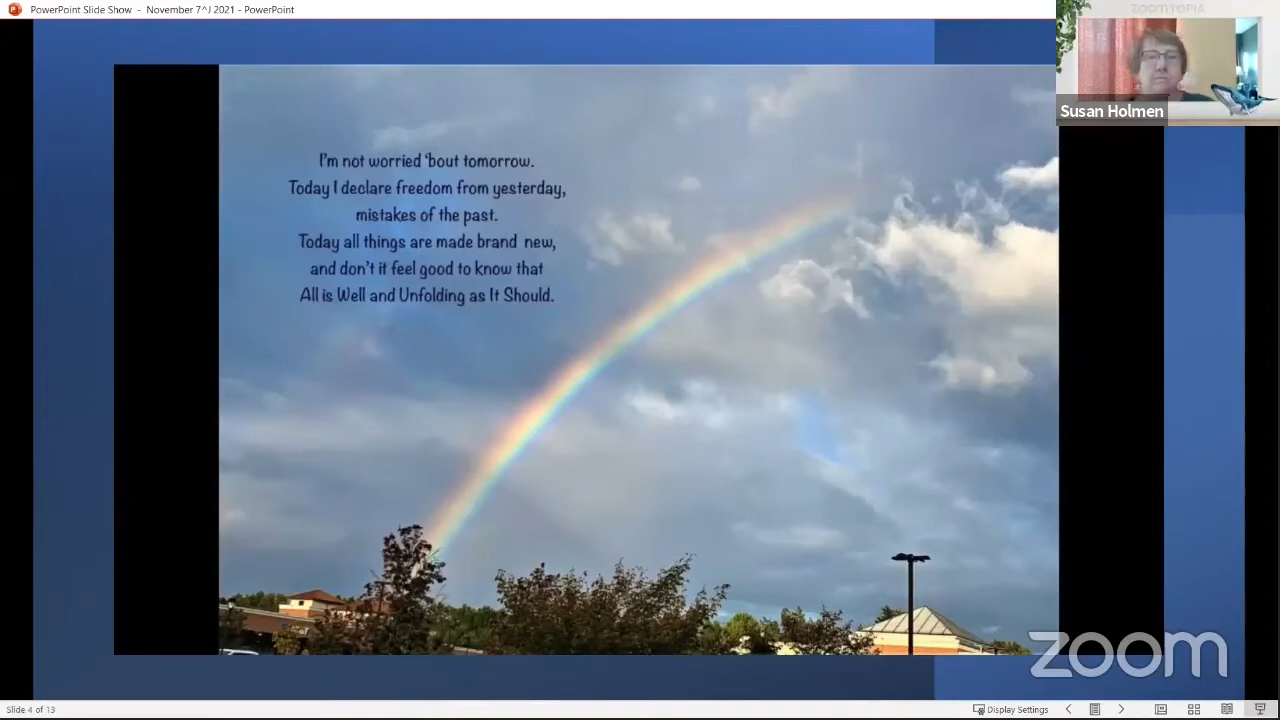 PowerPoint Slide Show - November 7^J 2021 - PowerPoint
ZOOMTOPIA
Susan Holmen
I'm not worried 'bout tomorrow.
Today I declare freedom from yesterday,
mistakes of the past.
Today all things are made brand new,
and don't it feel good to know that
All is Well and Unfolding as It Should.
zoom
Slide 4 of 13
Display Settings